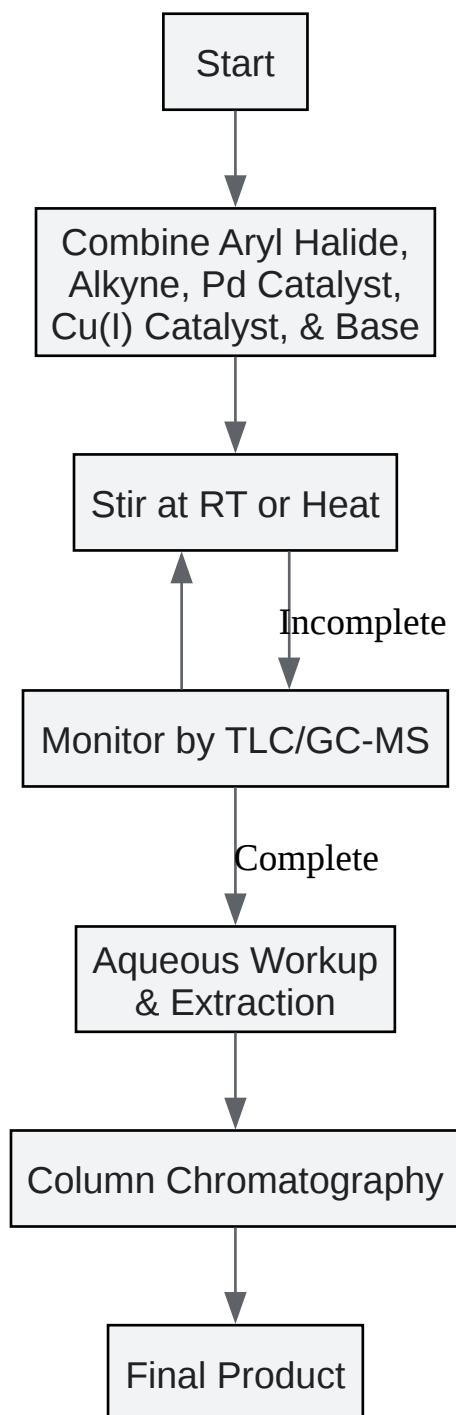 Start
Combine Aryl Halide,
Alkyne, Pd Catalyst,
Cu(I) Catalyst, & Base
Stir at RT or Heat
Incomplete
Monitor by TLC/GC-MS
Complete
Aqueous Workup
& Extraction
Column Chromatography
Final Product